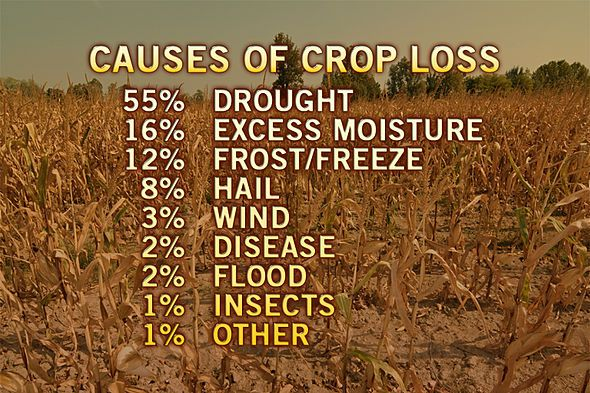 CAUSES OF CROP LOSS
55% DROUGHT
16% EXCESS MOISTURE
12% FROST/FREEZE
8% HAIL
3% WIND
2% DISEASE
2% FLOOD
1% INSECTS
1% OTHER